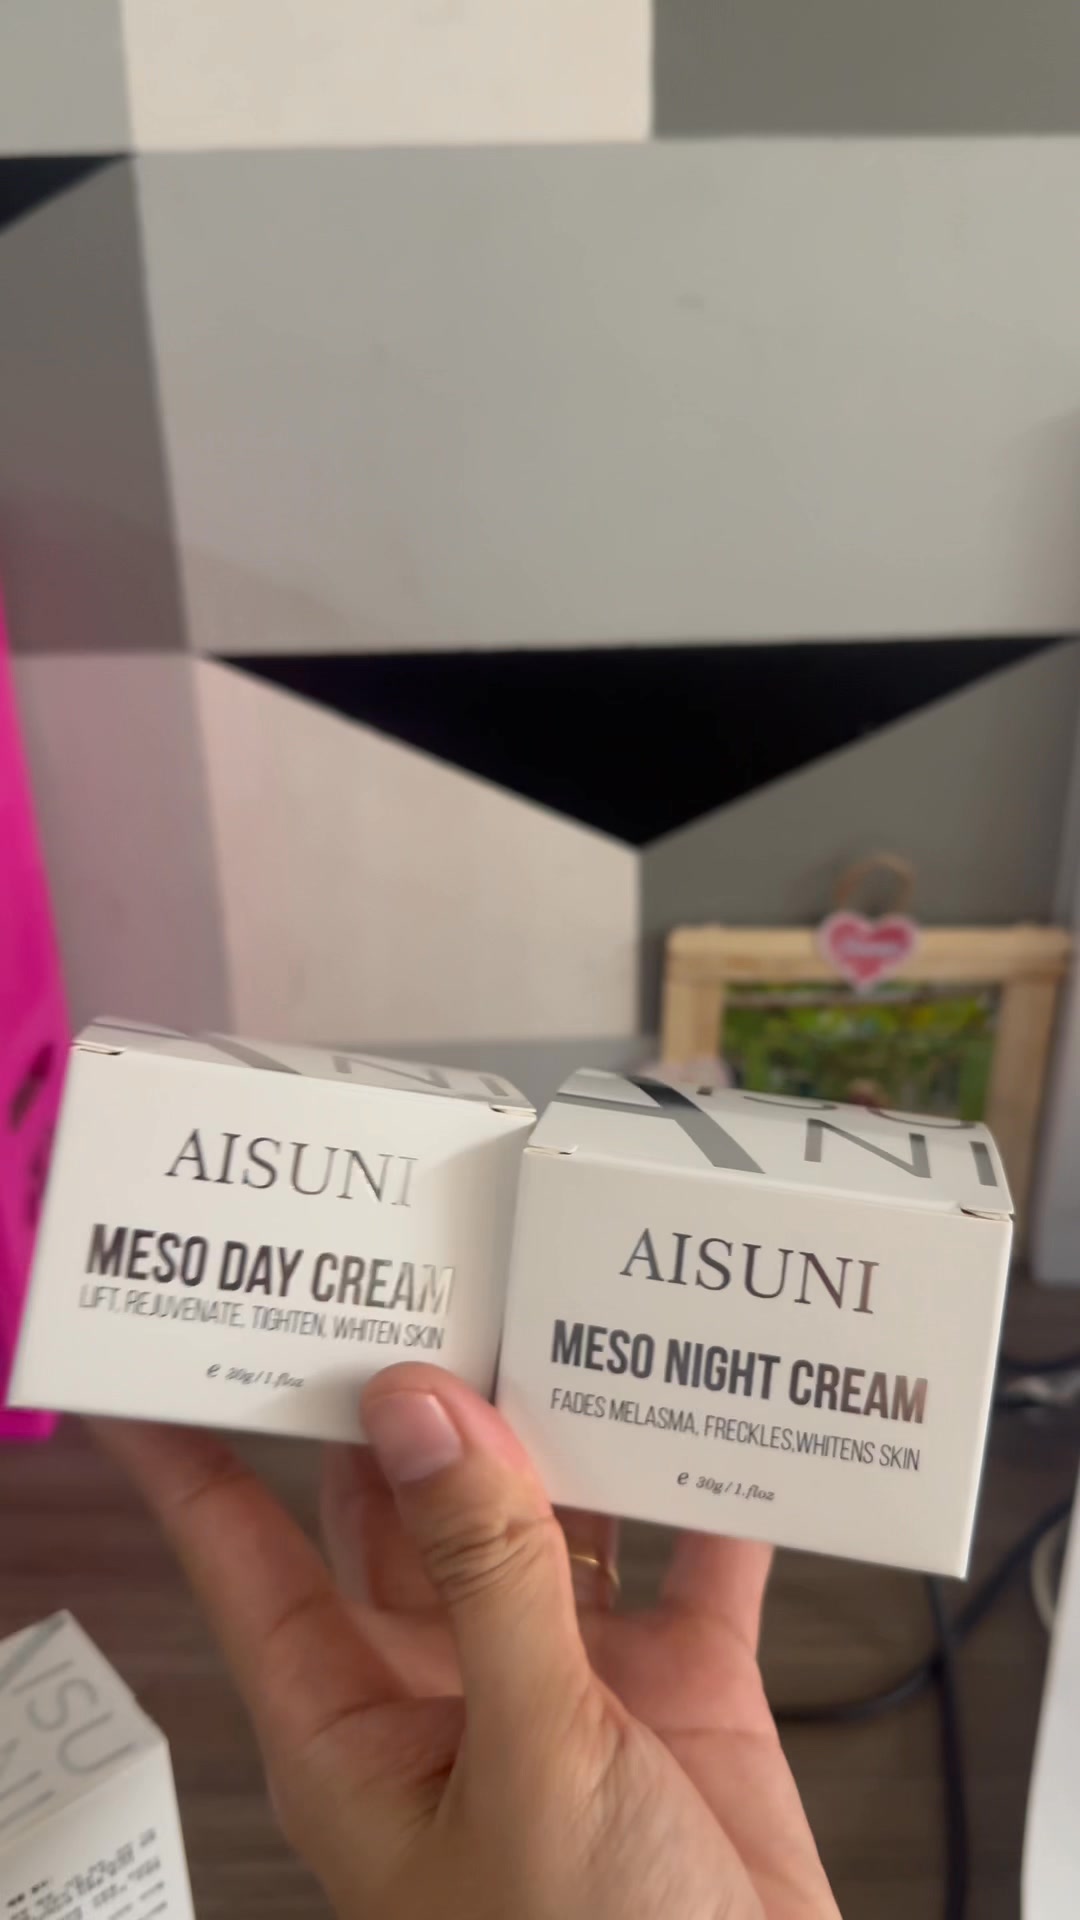 AISUNI
MESO DAY CREAM
LIFT, REJUVENATE, TIGHTEN, WHITEN SKIN
e 30g/1.floz
AISUNI
MESO NIGHT CREAM
FADES MELASMA, FRECKLES,WHITENS SKIN
e 30g/1.floz